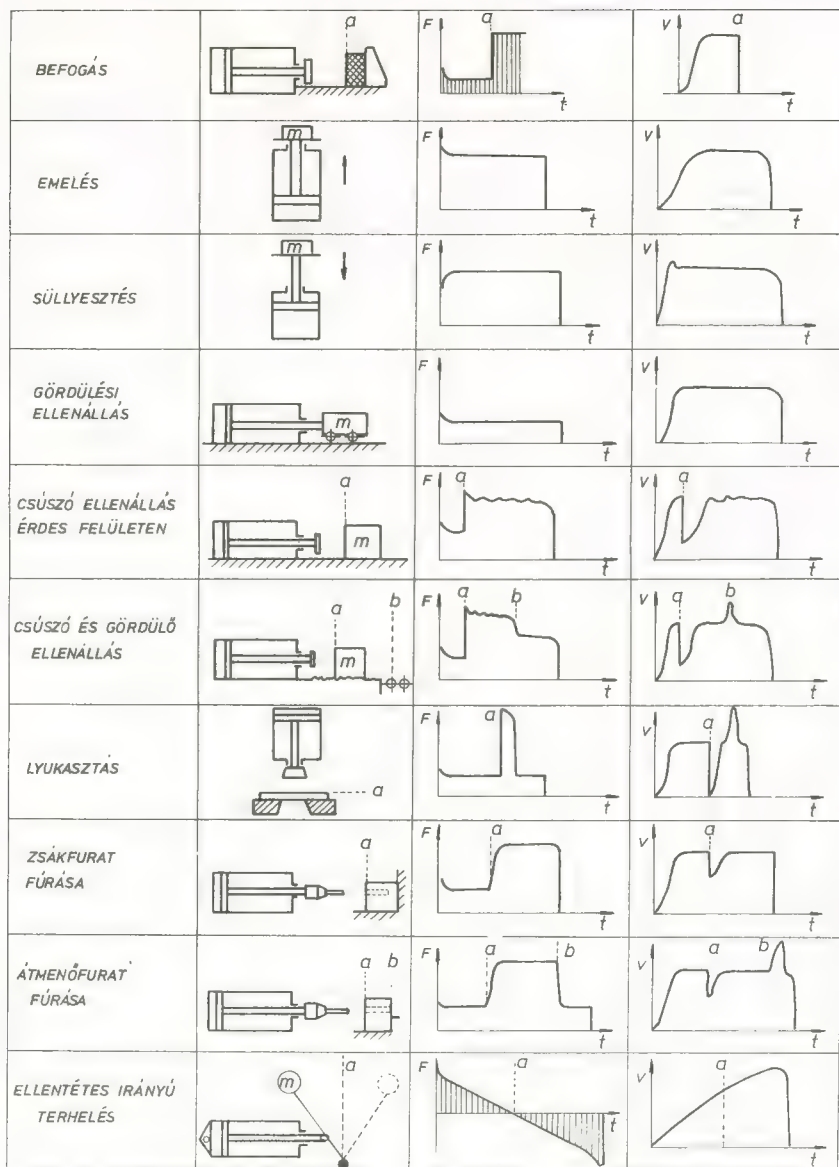 BEFOGÁS
a
F
a
t
V
a
t
EMELÉS
m
F
t
V
t
SÜLLYESZTÉS
m
F
t
V
t
GÖRDÜLÉSI
ELLENÁLLÁS
m
F
t
V
t
CSÚSZÓ ELLENÁLLÁS
ÉRDES FELÜLETEN
a
m
F
a
t
V
a
t
CSÚSZÓ ÉS GÖRDÜLŐ
ELLENÁLLÁS
a
b
m
F
a
b
t
V
a
b
t
LYUKASZTÁS
a
F
a
t
V
a
t
ZSÁKFURAT
FÚRÁSA
a
F
a
t
V
a
t
ÁTMENŐFURAT
FÚRÁSA
a
b
F
a
b
t
V
a
b
t
ELLENTÉTES IRÁNYÚ
TERHELÉS
m
a
F
a
t
V
a
t